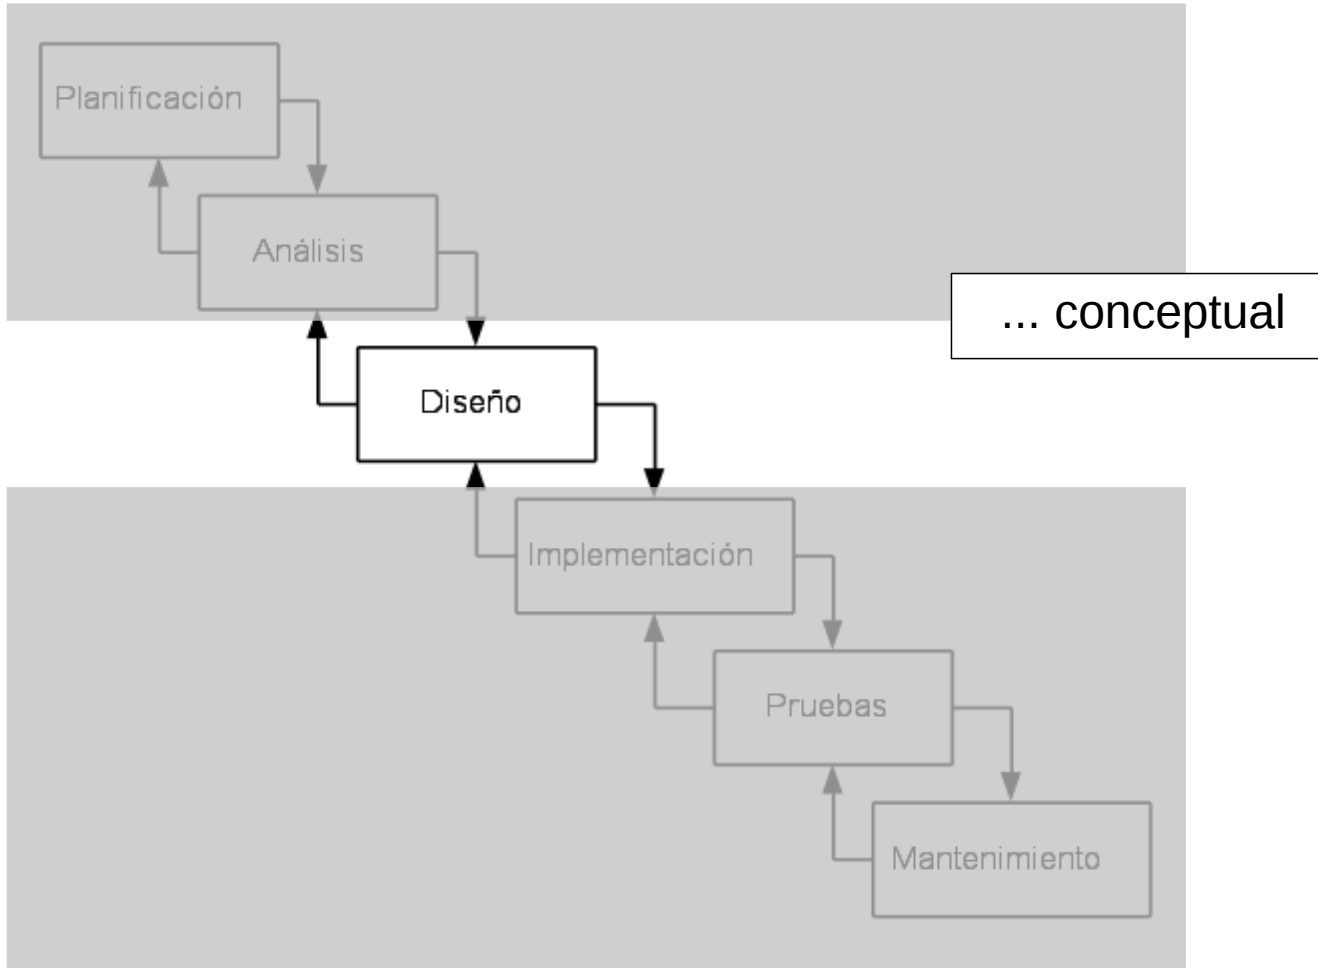 Planificación
Análisis
... conceptual
Diseño
Implementación
Pruebas
Mantenimiento